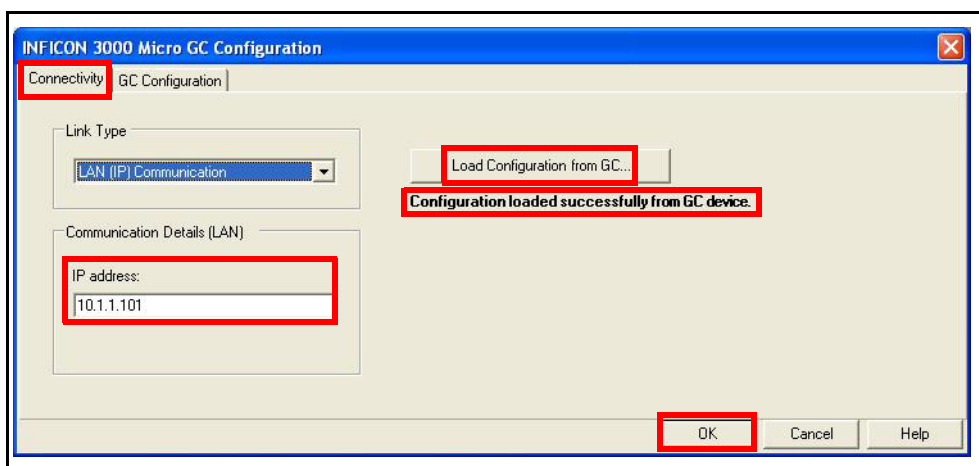 INFICON 3000 Micro GC Configuration
Connectivity GC Configuration
Link Type
LAN (IP) Communication
Load Configuration from GC...
Configuration loaded successfully from GC device.
Communication Details (LAN)
IP address:
10.1.1.101
OK Cancel Help